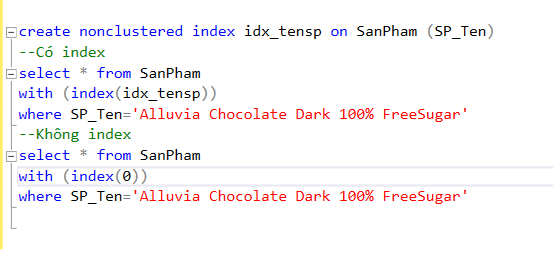 create nonclustered index idx_tensp on SanPham (SP_Ten)
--Có index
select * from SanPham
with (index(idx_tensp))
where SP_Ten='Alluvia Chocolate Dark 100% FreeSugar'
--Không index
select * from SanPham
with (index(0))
where SP_Ten='Alluvia Chocolate Dark 100% FreeSugar'